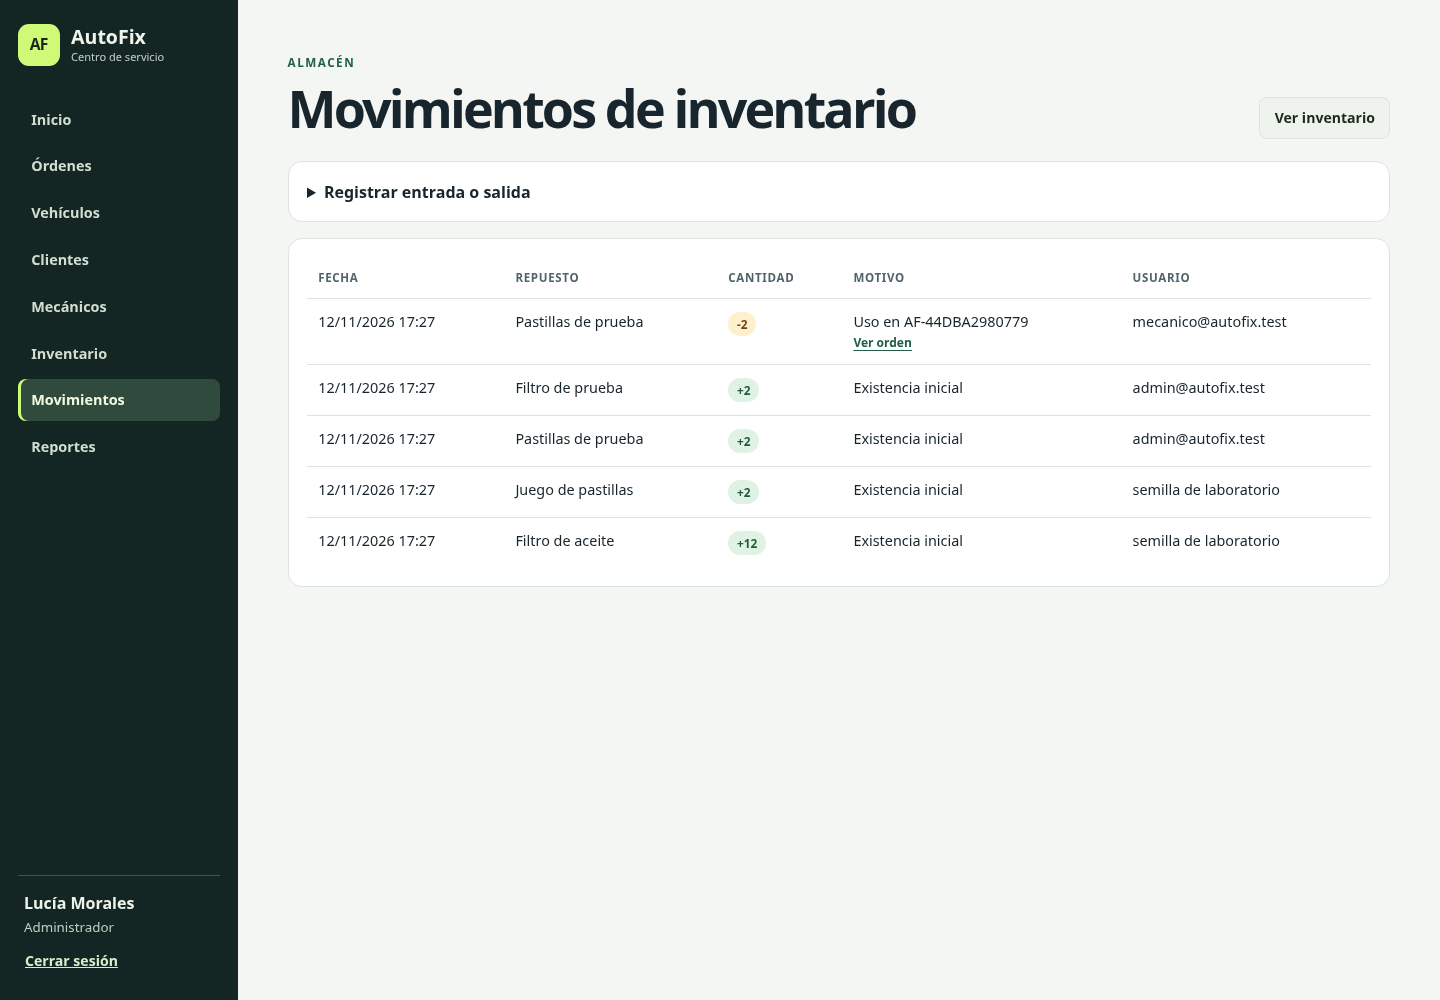 AF
AutoFix
Centro de servicio
Inicio
Órdenes
Vehículos
Clientes
Mecánicos
Inventario
Movimientos
Reportes
Lucía Morales
Administrador
Cerrar sesión
ALMACÉN
Movimientos de inventario
Ver inventario
Registrar entrada o salida
FECHA REPUESTO CANTIDAD MOTIVO USUARIO
12/11/2026 17:27 Pastillas de prueba -2 Uso en AF-44DBA2980779 mecanico@autofix.test
Ver orden
12/11/2026 17:27 Filtro de prueba +2 Existencia inicial admin@autofix.test
12/11/2026 17:27 Pastillas de prueba +2 Existencia inicial admin@autofix.test
12/11/2026 17:27 Juego de pastillas +2 Existencia inicial semilla de laboratorio
12/11/2026 17:27 Filtro de aceite +12 Existencia inicial semilla de laboratorio